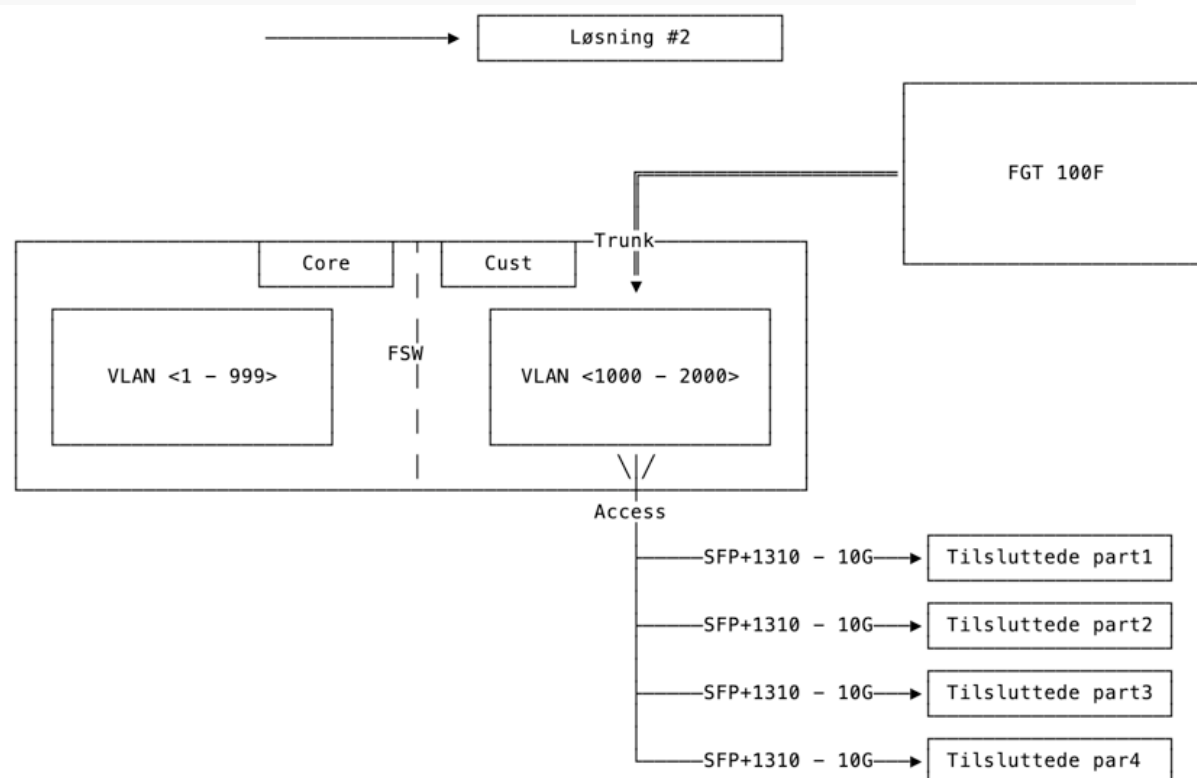 Løsning #2
FGT 100F
Trunk
Core
Cust
FSW
VLAN <1 – 999>
VLAN <1000 – 2000>
Access
SFP+1310 – 10G
Tilsluttede part1
SFP+1310 – 10G
Tilsluttede part2
SFP+1310 – 10G
Tilsluttede part3
SFP+1310 – 10G
Tilsluttede par4